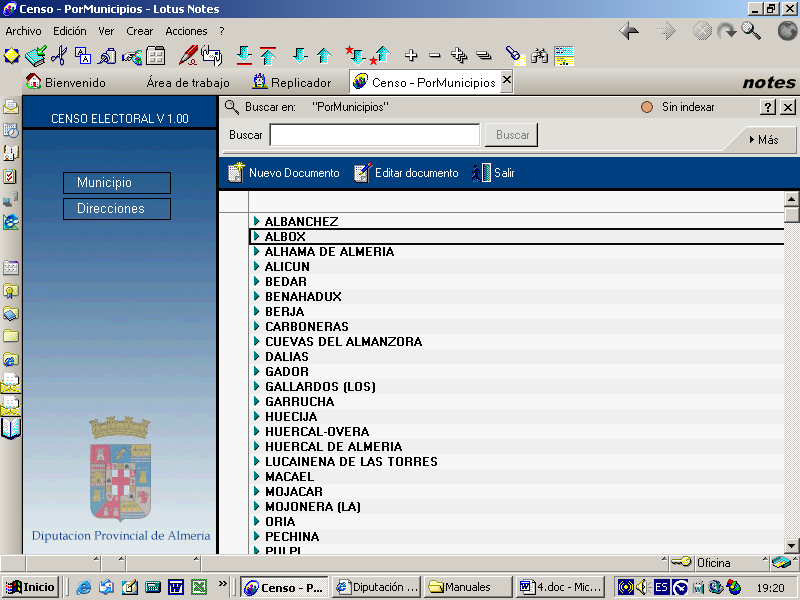 Censo - PorMunicipios - Lotus Notes
Archivo Edición Ver Crear Acciones ?
Bienvenido Área de trabajo Replicador Censo - PorMunicipios notes
CENSO ELECTORAL V 1.00
Municipio
Direcciones
Diputacion Provincial de Almeria
Buscar en: "PorMunicipios" Sin indexar ?
Buscar Buscar
Más
Nuevo Documento Editar documento Salir
ALBANCHEZ
ALBOX
ALHAMA DE ALMERIA
ALICUN
BEDAR
BENAHADUX
BERJA
CARBONERAS
CUEVAS DEL ALMANZORA
DALIAS
GADOR
GALLARDOS (LOS)
GARRUCHA
HUECIJA
HUERCAL-OVERA
HUERCAL DE ALMERIA
LUCAINENA DE LAS TORRES
MACAEL
MOJACAR
MOJONERA (LA)
ORIA
PECHINA
PULPI
Oficina
Inicio » Censo - P... Diputación ... Manuales 4.doc - Mic... ES 19:20